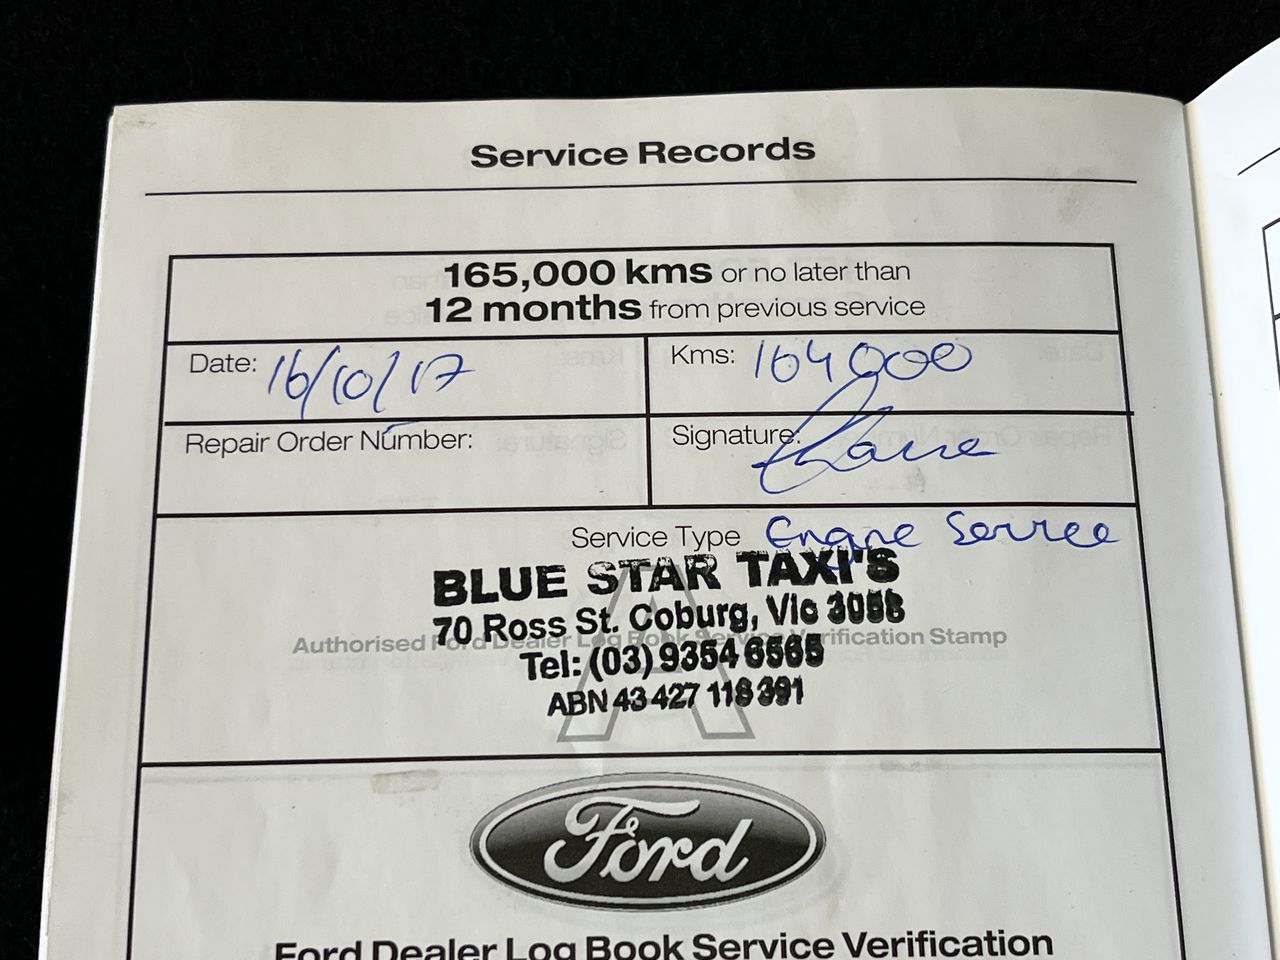 Service Records
165,000 kms or no later than
12 months from previous service
Date: 16/10/17
Kms: 164000
Repair Order Number:
Signature:
Service Type Engine Service
BLUE STAR TAXI'S
70 Ross St. Coburg, Vic 3058
Authorised Ford Dealer Log Book Service Verification Stamp
Tel: (03) 9354 6565
ABN 43 427 118 391
A
Ford
Ford Dealer Log Book Service Verification